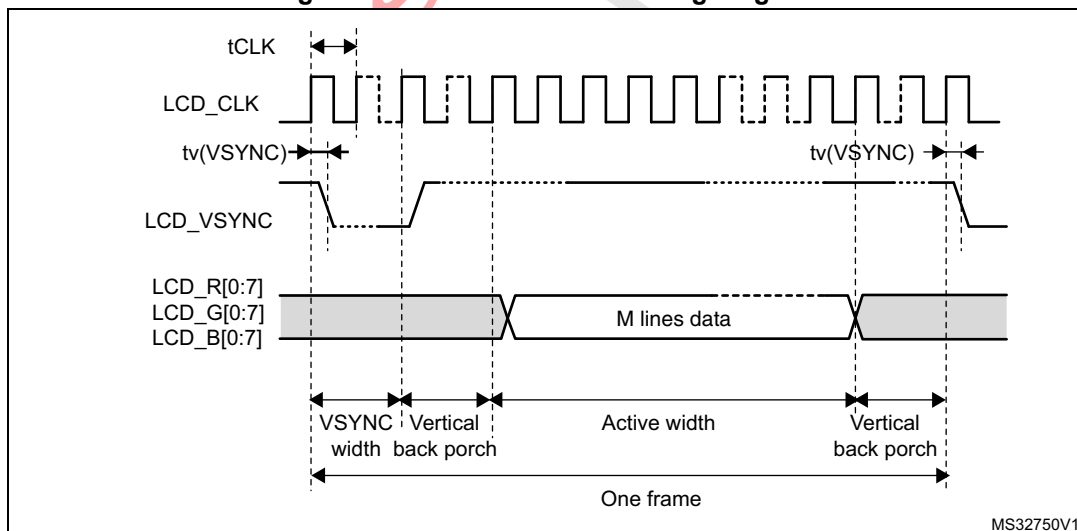 tCLK
LCD_CLK
tv(VSYNC)
tv(VSYNC)
LCD_VSYNC
LCD_R[0:7]
LCD_G[0:7]
LCD_B[0:7]
M lines data
VSYNC width
Vertical back porch
Active width
Vertical back porch
One frame
MS32750V1